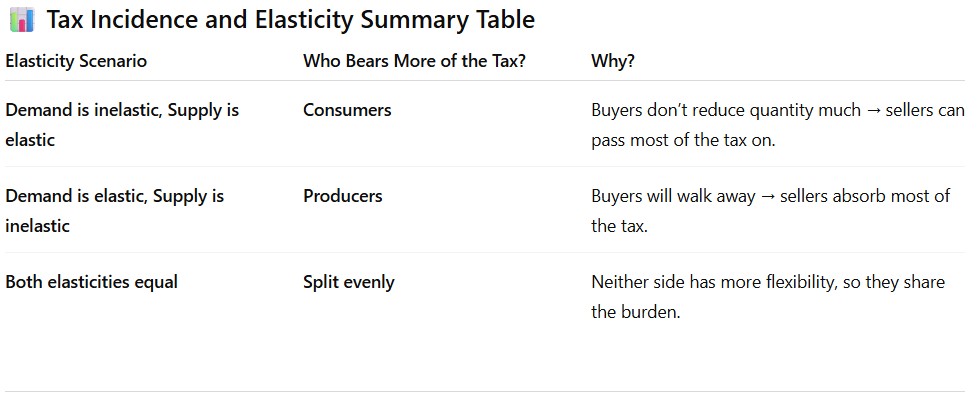 📊 Tax Incidence and Elasticity Summary Table
Elasticity Scenario Who Bears More of the Tax? Why?
Demand is inelastic, Supply is elastic Consumers Buyers don’t reduce quantity much → sellers can pass most of the tax on.
Demand is elastic, Supply is inelastic Producers Buyers will walk away → sellers absorb most of the tax.
Both elasticities equal Split evenly Neither side has more flexibility, so they share the burden.